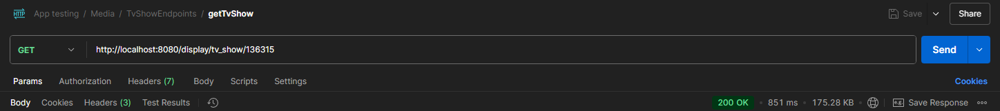 HTTP App testing / Media / TvShowEndpoints / getTvShow Save Share
GET http://localhost:8080/display/tv_show/136315 Send
Params Authorization Headers (7) Body Scripts Settings Cookies
Body Cookies Headers (3) Test Results 200 OK • 851 ms • 175.28 KB • e.g. Save Response